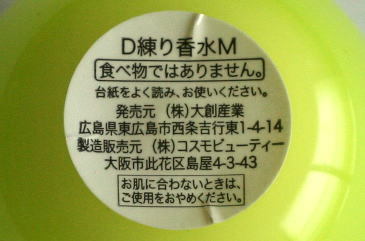 D練り香水M
食べ物ではありません。
台紙をよく読み、お使いください。
発売元 (株)大創産業
広島県東広島市西条吉行東1-4-14
製造販売元 (株)コスモビューティー
大阪市此花区島屋4-3-43
お肌に合わないときは、
ご使用をおやめください。